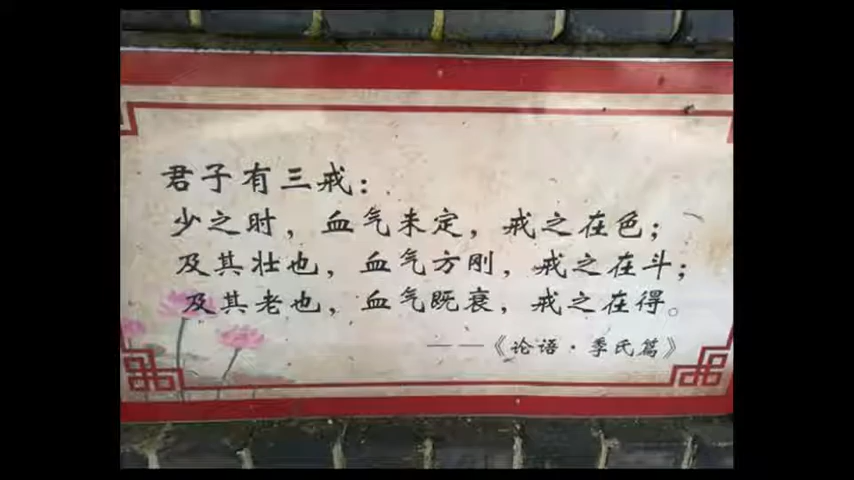 君子有三戒：
少之时，血气未定，戒之在色；
及其壮也，血气方刚，戒之在斗；
及其老也，血气既衰，戒之在得。
——《论语·季氏篇》